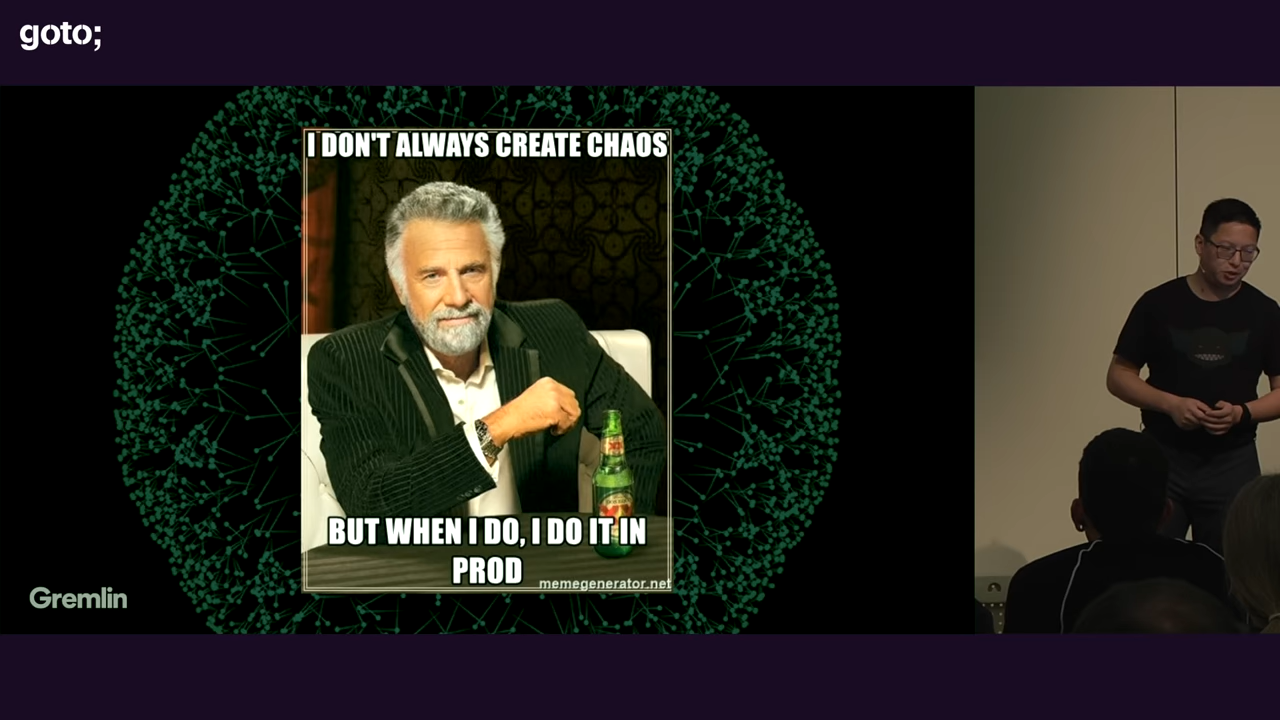 goto;
I DON'T ALWAYS CREATE CHAOS
BUT WHEN I DO, I DO IT IN
PROD
memegenerator.net
Gremlin